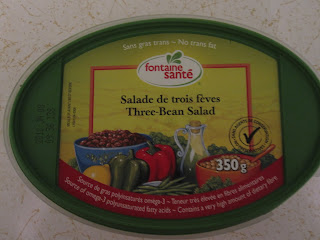 Sans gras trans ~ No trans fat
fontaine
santé
Salade de trois fèves
Three-Bean Salad
350 g
Source de gras polyinsaturés oméga-3 ~ Teneur très élevée en fibres alimentaires
Source of omega-3 polyunsaturated fatty acids ~ Contains a very high amount of dietary fibre